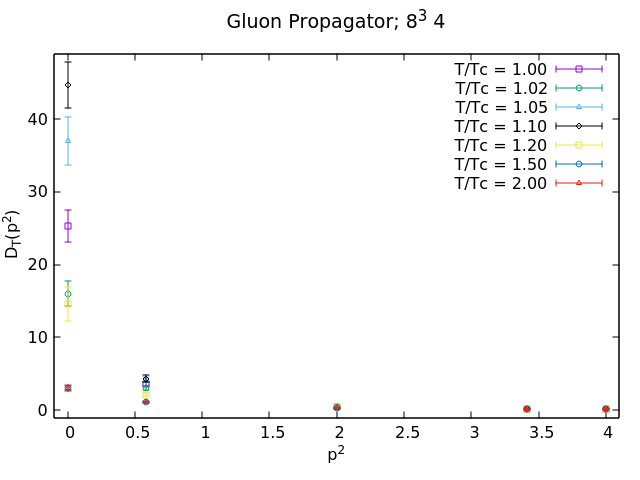 Gluon Propagator; 8³ 4
T/Tc = 1.00
T/Tc = 1.02
T/Tc = 1.05
T/Tc = 1.10
T/Tc = 1.20
T/Tc = 1.50
T/Tc = 2.00
D_T(p²)
40
30
20
10
0
0 0.5 1 1.5 2 2.5 3 3.5 4
p²